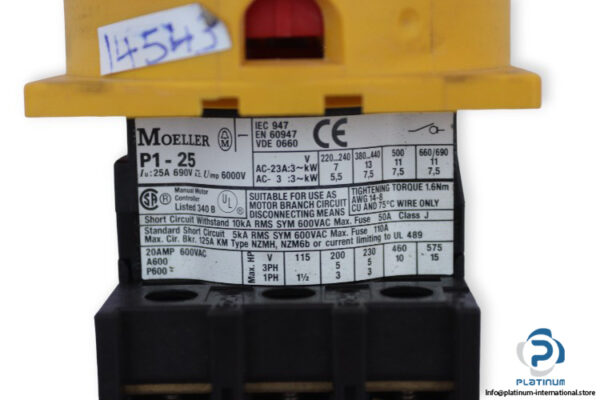 14543
MOELLER
P1-25
Iu:25A 690V Uimp 6000V
IEC 947
EN 60947
VDE 0660
CE
V 220...240 380..440 500 660/690
AC-23A:3~kW 7 13 11 11
AC- 3 :3~kW 5,5 7,5 7,5 7,5
Manual Motor
Controller
Listed 340 B
UL
SUITABLE FOR USE AS
MOTOR BRANCH CIRCUIT
DISCONNECTING MEANS
TIGHTENING TORQUE 1.6Nm
AWG 14-8
CU AND 75°C WIRE ONLY
Short Circuit Withstand 10kA RMS SYM 600VAC Max. Fuse 50A Class J
Standard Short Circuit 5kA RMS SYM 600VAC Max. Fuse 110A
Max. Cir. Bkr. 125A KM Type NZMH, NZM6b or current limiting to UL 489
20AMP 600VAC
A600
P600
Max. HP V 115 200 230 460 575
3PH 5 5 10 15
1PH 1½ 3 3
PLATINUM
Info@platinum-international.store